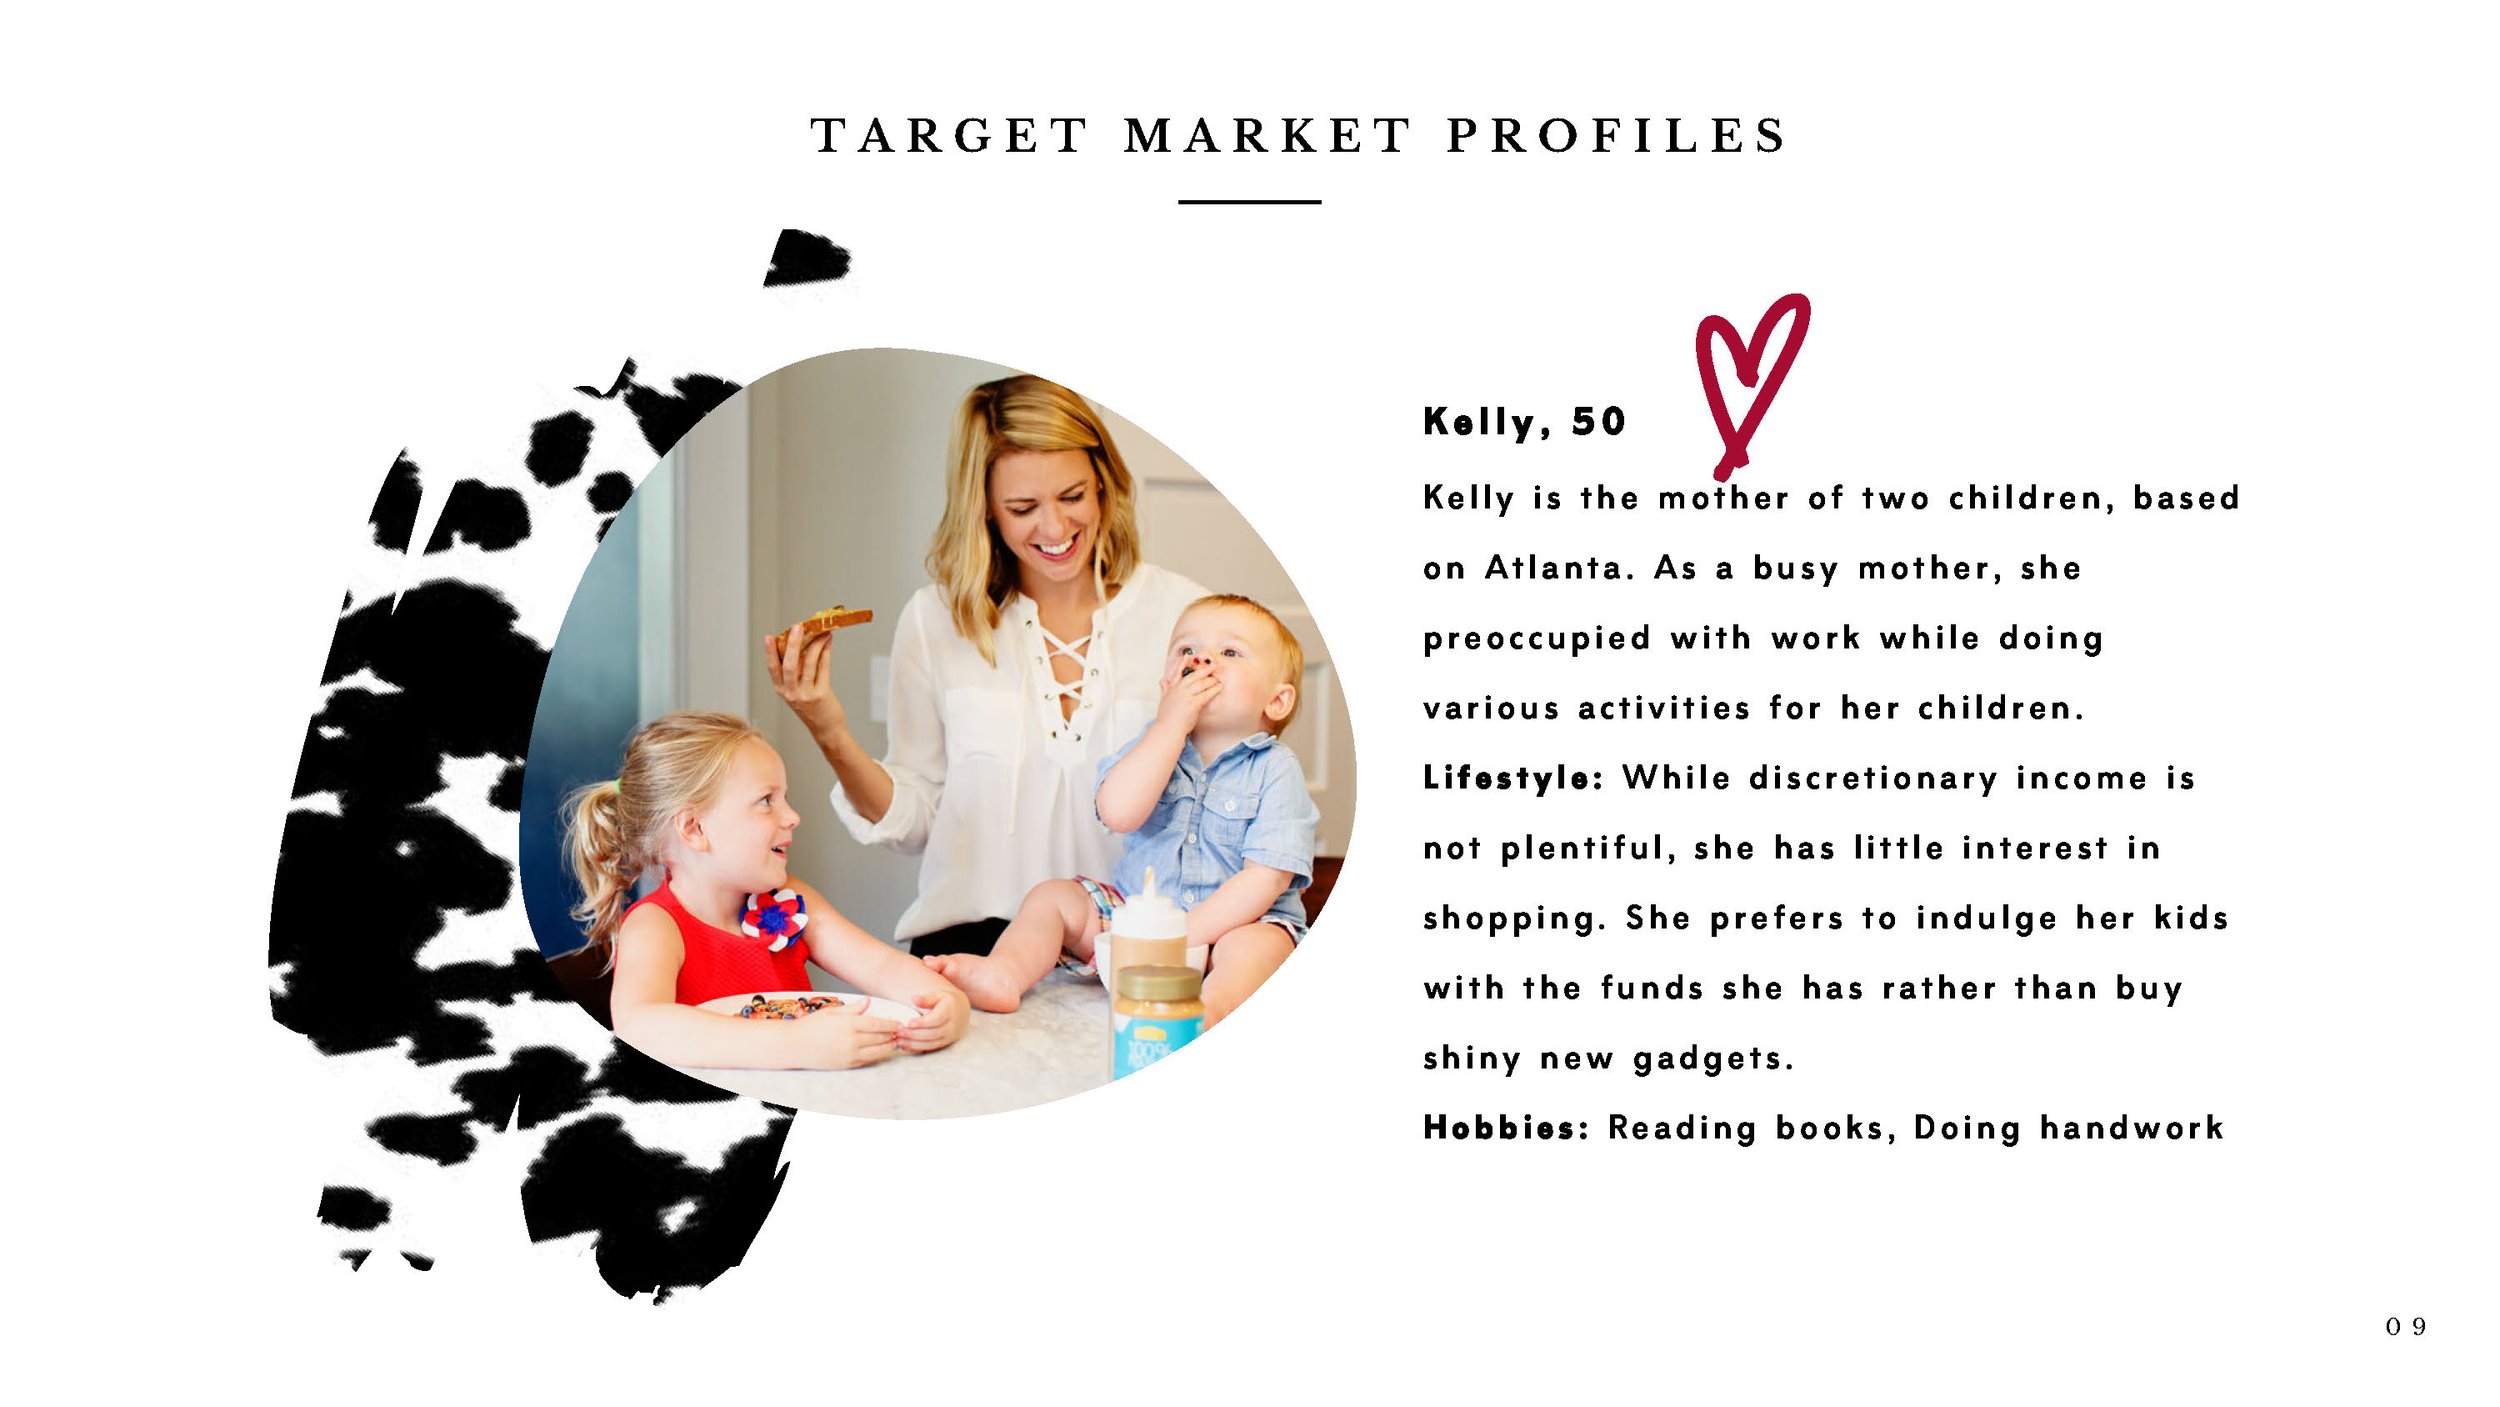 TARGET MARKET PROFILES
Kelly, 50
Kelly is the mother of two children, based
on Atlanta. As a busy mother, she
preoccupied with work while doing
various activities for her children.
Lifestyle: While discretionary income is
not plentiful, she has little interest in
shopping. She prefers to indulge her kids
with the funds she has rather than buy
shiny new gadgets.
Hobbies: Reading books, Doing handwork
100%
09